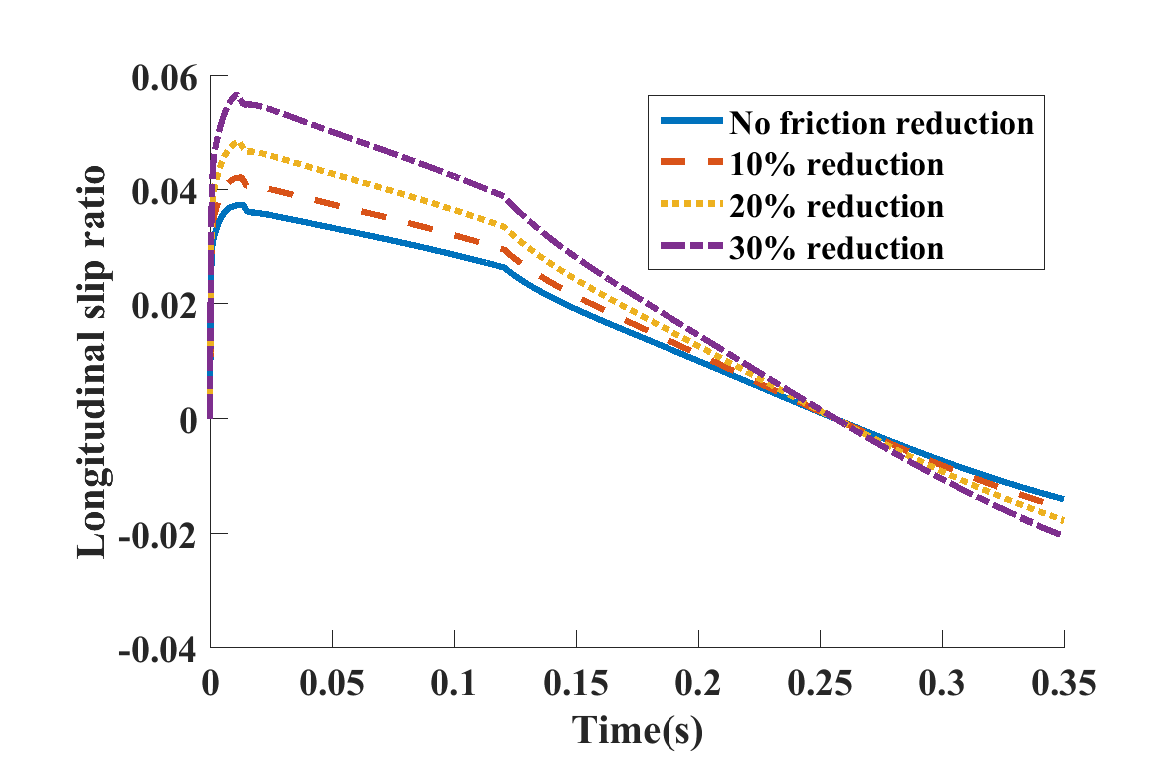 0.06
0.04
0.02
0
-0.02
-0.04
Longitudinal slip ratio
No friction reduction
10% reduction
20% reduction
30% reduction
0 0.05 0.1 0.15 0.2 0.25 0.3 0.35
Time(s)